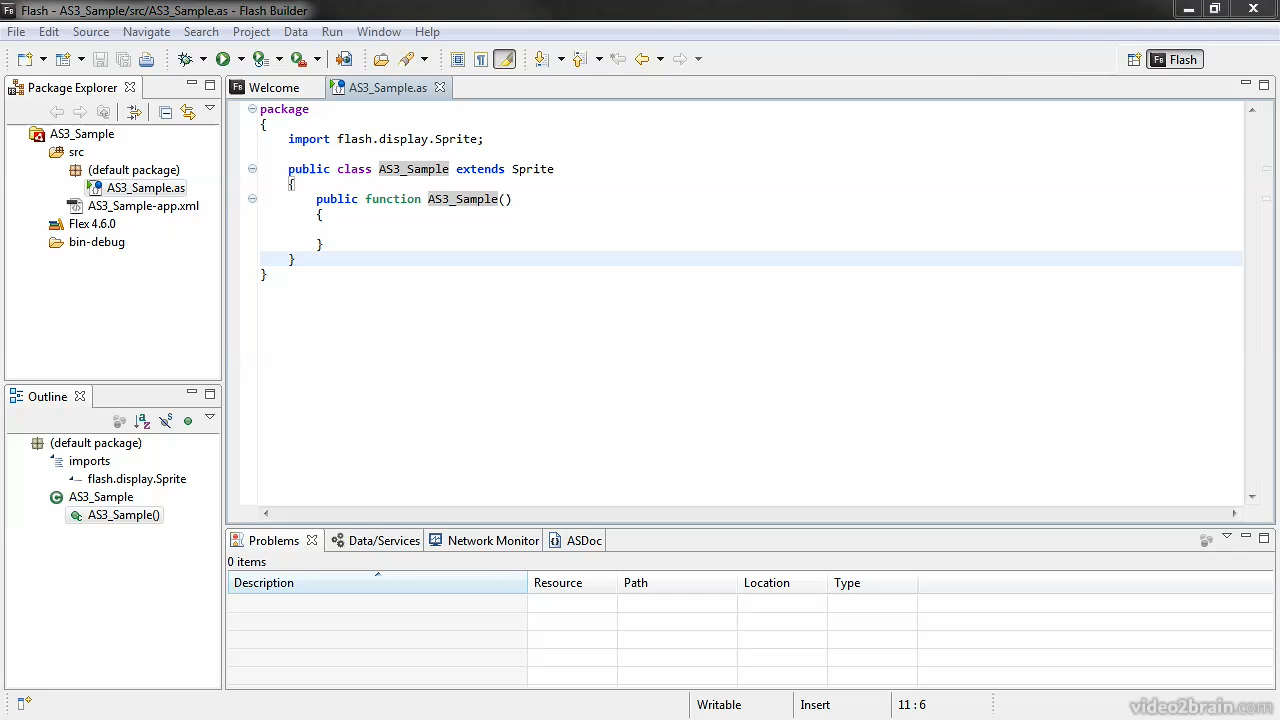 Fb Flash - AS3_Sample/src/AS3_Sample.as - Flash Builder
File Edit Source Navigate Search Project Data Run Window Help
Fb Flash
Package Explorer
Fb Welcome
AS3_Sample.as
AS3_Sample
src
(default package)
AS3_Sample.as
AS3_Sample-app.xml
Flex 4.6.0
bin-debug
package
{
import flash.display.Sprite;
public class AS3_Sample extends Sprite
{
public function AS3_Sample()
{
}
}
}
Outline
(default package)
imports
flash.display.Sprite
AS3_Sample
AS3_Sample()
Problems Data/Services Network Monitor ASDoc
0 items
Description Resource Path Location Type
Writable Insert 11 : 6
video2brain.com